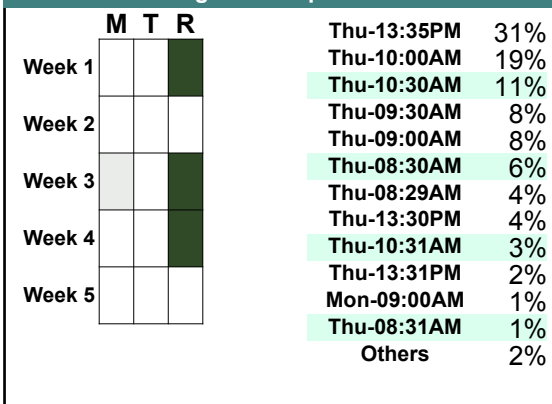 M T R
Week 1
Week 2
Week 3
Week 4
Week 5
Thu-13:35PM 31%
Thu-10:00AM 19%
Thu-10:30AM 11%
Thu-09:30AM 8%
Thu-09:00AM 8%
Thu-08:30AM 6%
Thu-08:29AM 4%
Thu-13:30PM 4%
Thu-10:31AM 3%
Thu-13:31PM 2%
Mon-09:00AM 1%
Thu-08:31AM 1%
Others 2%